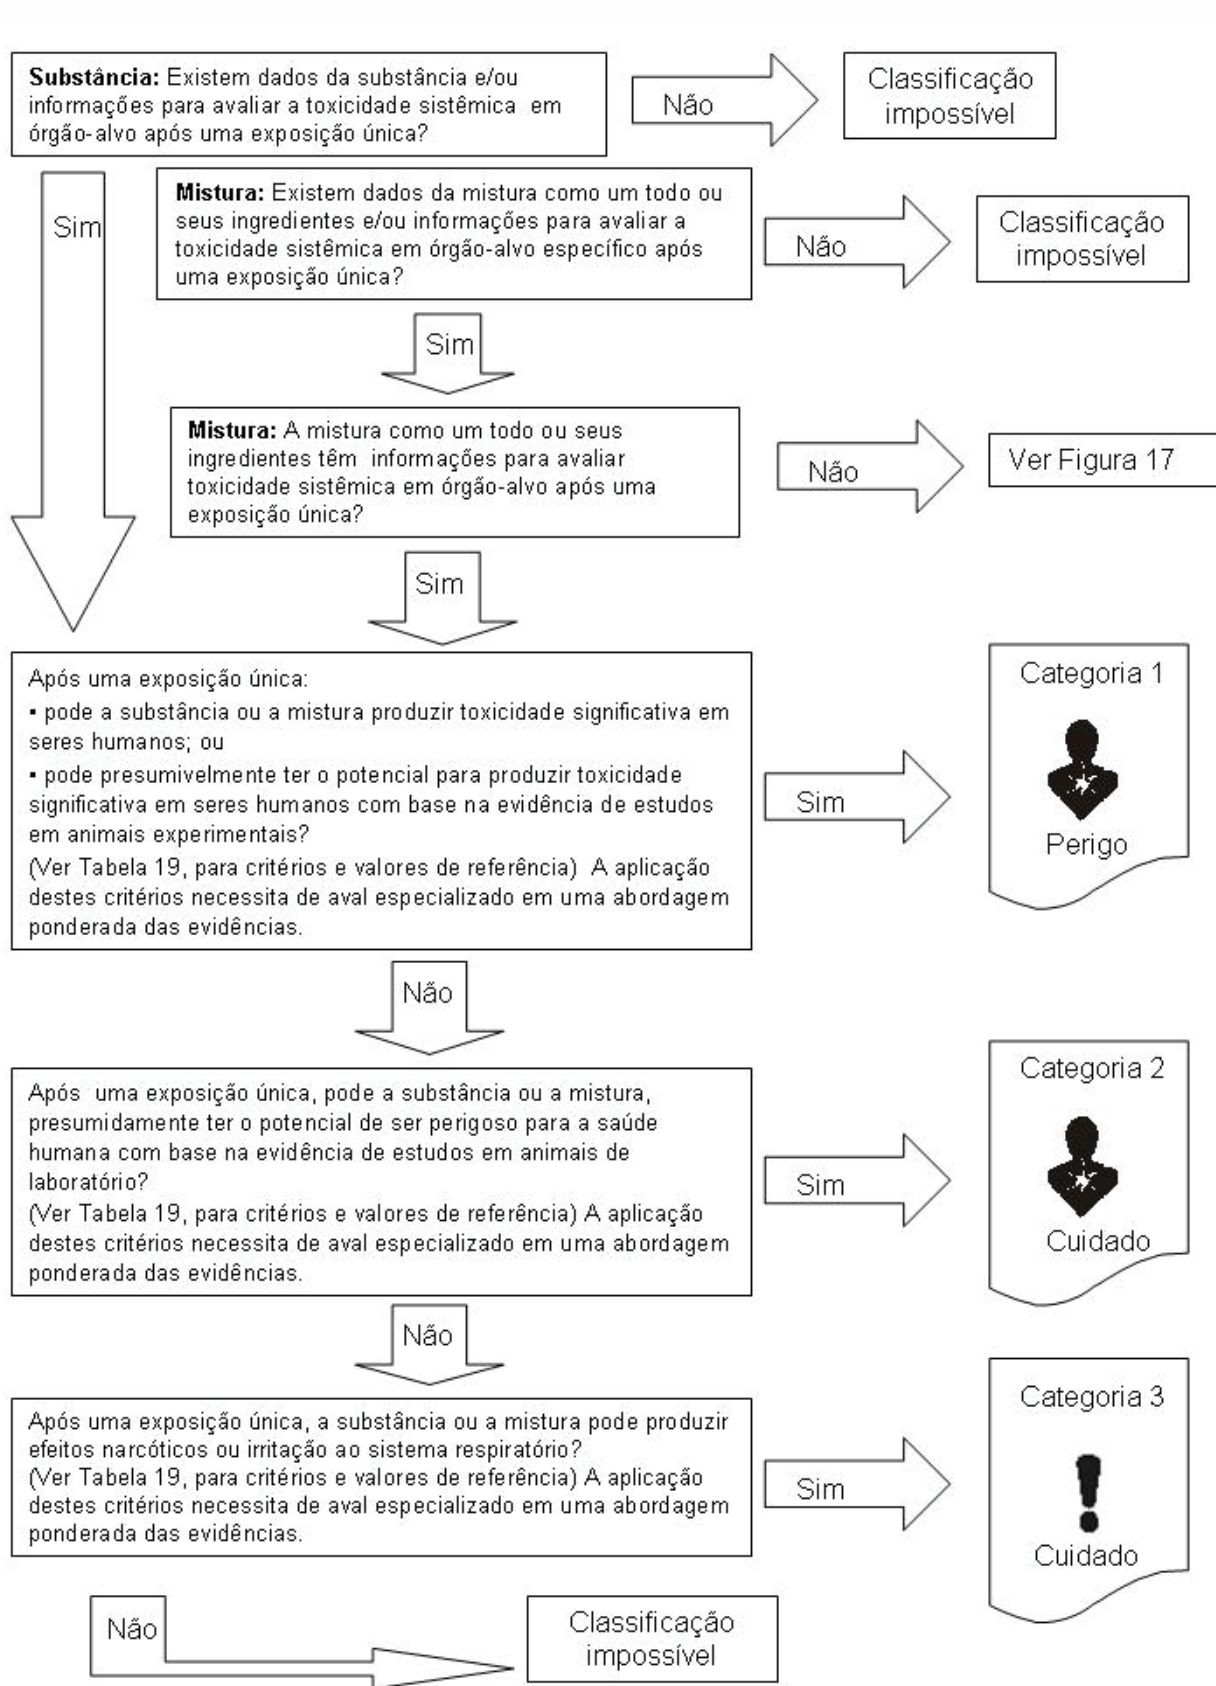 Substância: Existem dados da substância e/ou
informações para avaliar a toxicidade sistêmica em
órgão-alvo após uma exposição única?
Não
Classificação
impossível
Sim
Mistura: Existem dados da mistura como um todo ou
seus ingredientes e/ou informações para avaliar a
toxicidade sistêmica em órgão-alvo específico após
uma exposição única?
Não
Classificação
impossível
Sim
Mistura: A mistura como um todo ou seus
ingredientes têm informações para avaliar
toxicidade sistêmica em órgão-alvo após uma
exposição única?
Não
Ver Figura 17
Sim
Após uma exposição única:
▪ pode a substância ou a mistura produzir toxicidade significativa em
seres humanos; ou
▪ pode presumivelmente ter o potencial para produzir toxicidade
significativa em seres humanos com base na evidência de estudos
em animais experimentais?
(Ver Tabela 19, para critérios e valores de referência) A aplicação
destes critérios necessita de aval especializado em uma abordagem
ponderada das evidências.
Sim
Categoria 1
Perigo
Não
Após uma exposição única, pode a substância ou a mistura,
presumidamente ter o potencial de ser perigoso para a saúde
humana com base na evidência de estudos em animais de
laboratório?
(Ver Tabela 19, para critérios e valores de referência) A aplicação
destes critérios necessita de aval especializado em uma abordagem
ponderada das evidências.
Sim
Categoria 2
Cuidado
Não
Após uma exposição única, a substância ou a mistura pode produzir
efeitos narcóticos ou irritação ao sistema respiratório?
(Ver Tabela 19, para critérios e valores de referência) A aplicação
destes critérios necessita de aval especializado em uma abordagem
ponderada das evidências.
Sim
Categoria 3
!
Cuidado
Não
Classificação
impossível